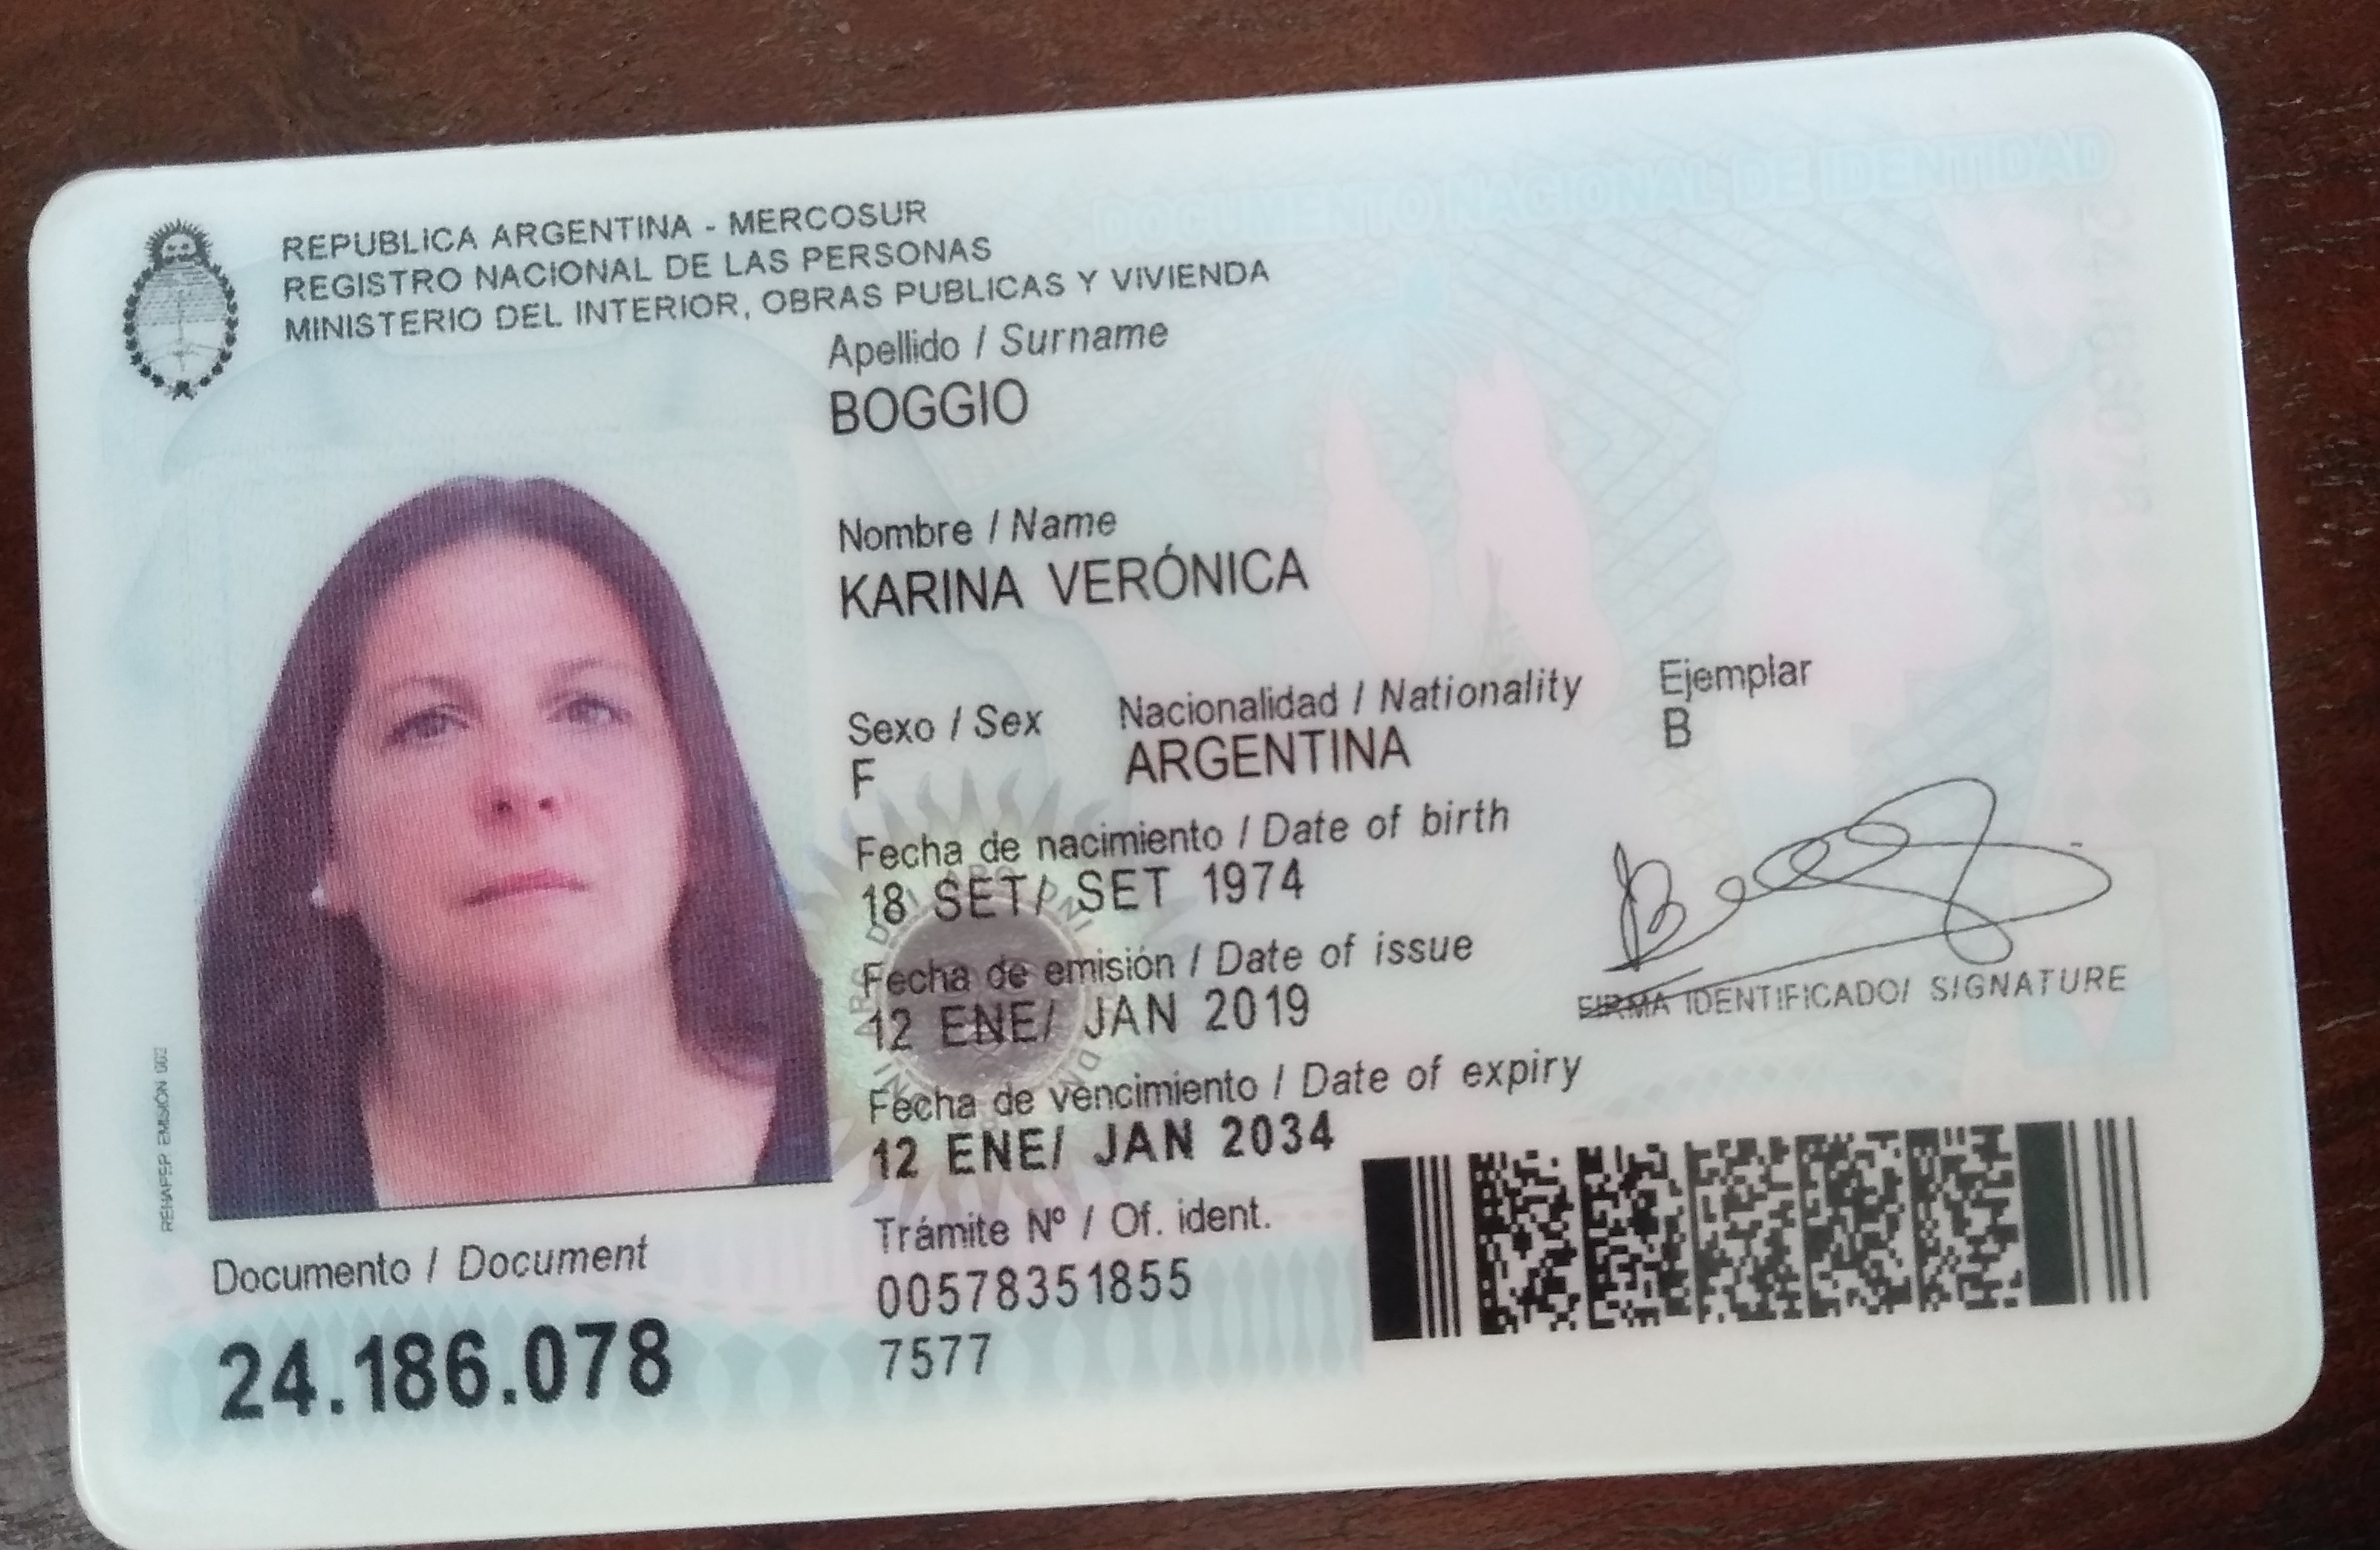 REPUBLICA ARGENTINA - MERCOSUR
REGISTRO NACIONAL DE LAS PERSONAS
MINISTERIO DEL INTERIOR, OBRAS PUBLICAS Y VIVIENDA
DOCUMENTO NACIONAL DE IDENTIDAD
Apellido / Surname
BOGGIO
Nombre / Name
KARINA VERÓNICA
Sexo / Sex Nacionalidad / Nationality Ejemplar
F ARGENTINA B
Fecha de nacimiento / Date of birth
18 SET/ SET 1974
Fecha de emisión / Date of issue
12 ENE/ JAN 2019
FIRMA IDENTIFICADO/ SIGNATURE
Fecha de vencimiento / Date of expiry
12 ENE/ JAN 2034
Trámite Nº / Of. ident.
00578351855
7577
Documento / Document
24.186.078